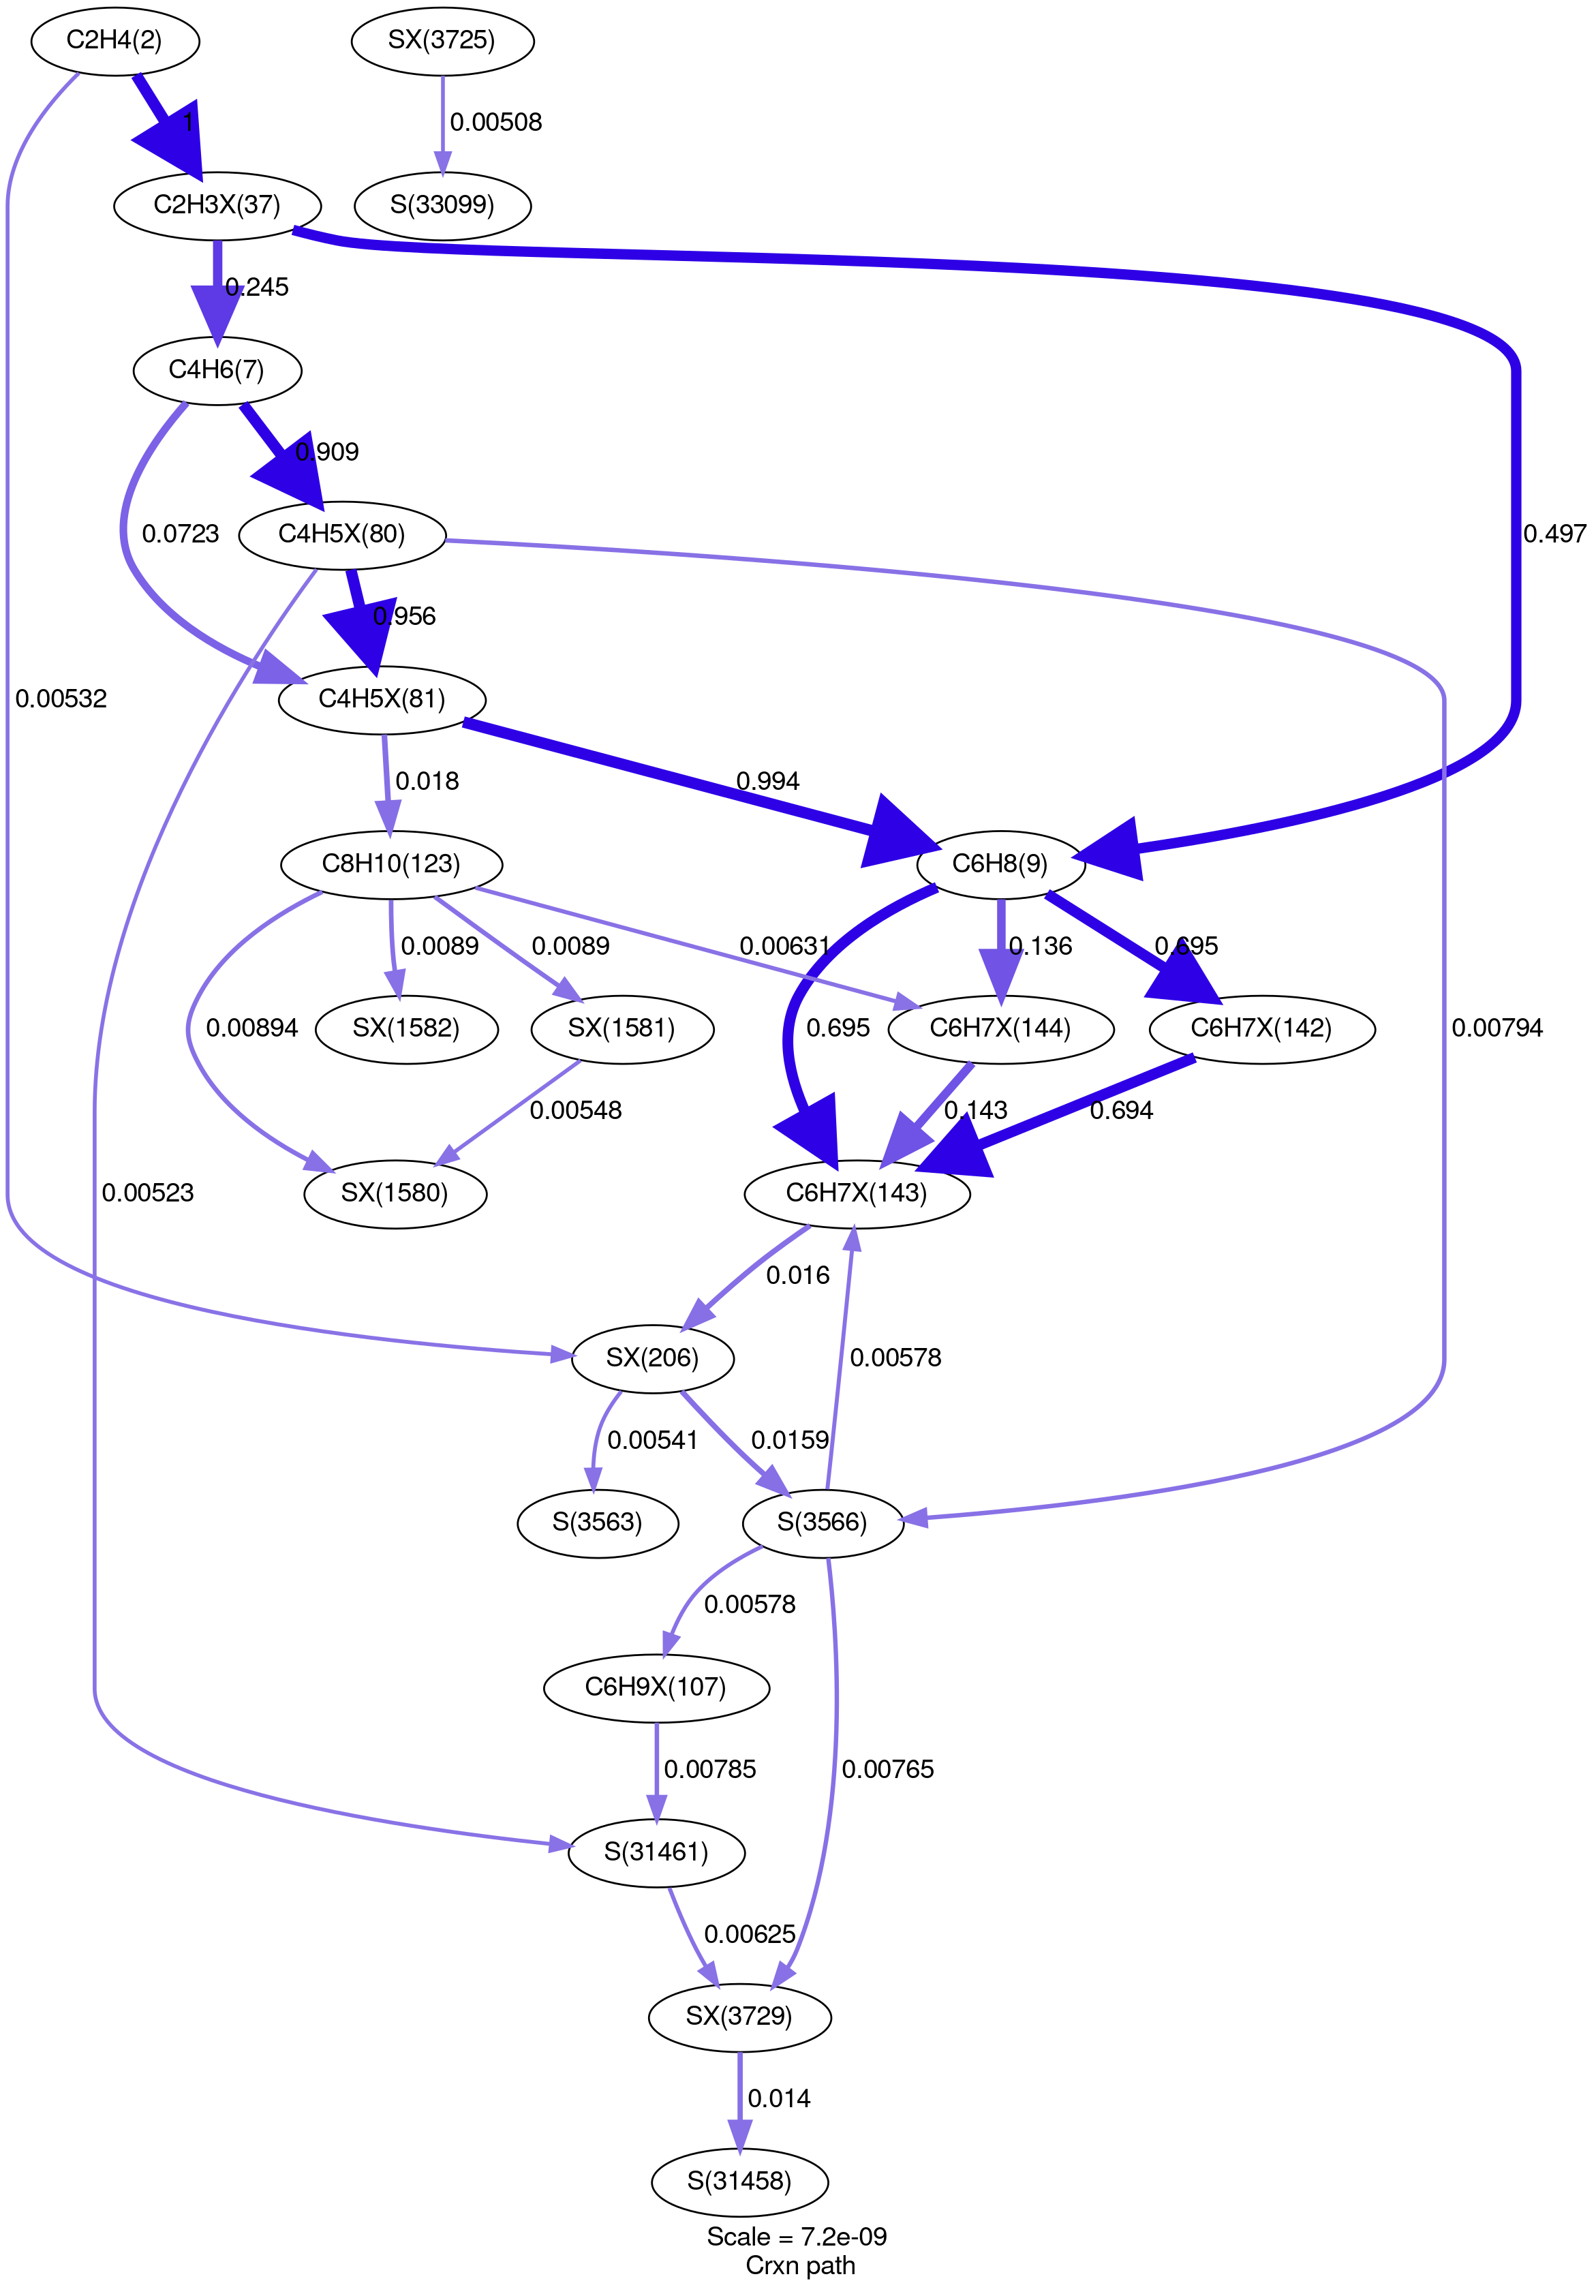 C2H4(2)
SX(3725)
1
0.00508
C2H3X(37)
S(33099)
0.245
C4H6(7)
0.909
C4H5X(80)
0.0723
0.497
0.956
C4H5X(81)
0.00532
0.018
0.994
C8H10(123)
C6H8(9)
0.0089
0.0089
0.00631
0.136
0.695
0.00894
SX(1582)
SX(1581)
0.695
C6H7X(144)
C6H7X(142)
0.00794
0.00548
0.143
0.694
0.00523
SX(1580)
C6H7X(143)
0.016
SX(206)
0.00578
0.00541
0.0159
S(3563)
S(3566)
0.00578
C6H9X(107)
0.00785
0.00765
S(31461)
0.00625
SX(3729)
0.014
S(31458)
Scale = 7.2e-09
Crxn path